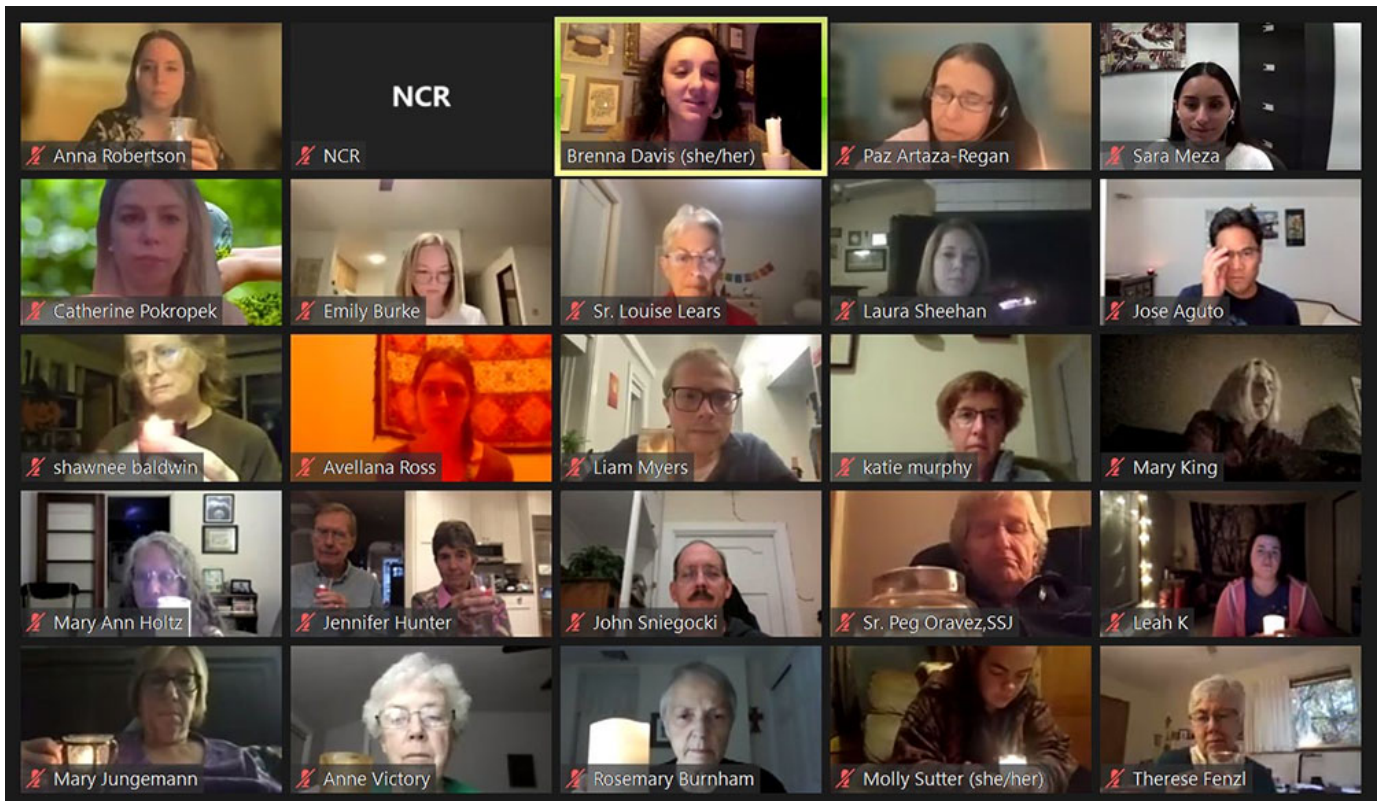 Anna Robertson
NCR
NCR
Brenna Davis (she/her)
Paz Artaza-Regan
Sara Meza
Catherine Pokropek
Emily Burke
Sr. Louise Lears
Laura Sheehan
Jose Aguto
shawnee baldwin
Avellana Ross
Liam Myers
katie murphy
Mary King
Mary Ann Holtz
Jennifer Hunter
John Sniegocki
Sr. Peg Oravez,SSJ
Leah K
Mary Jungemann
Anne Victory
Rosemary Burnham
Molly Sutter (she/her)
Therese Fenzl